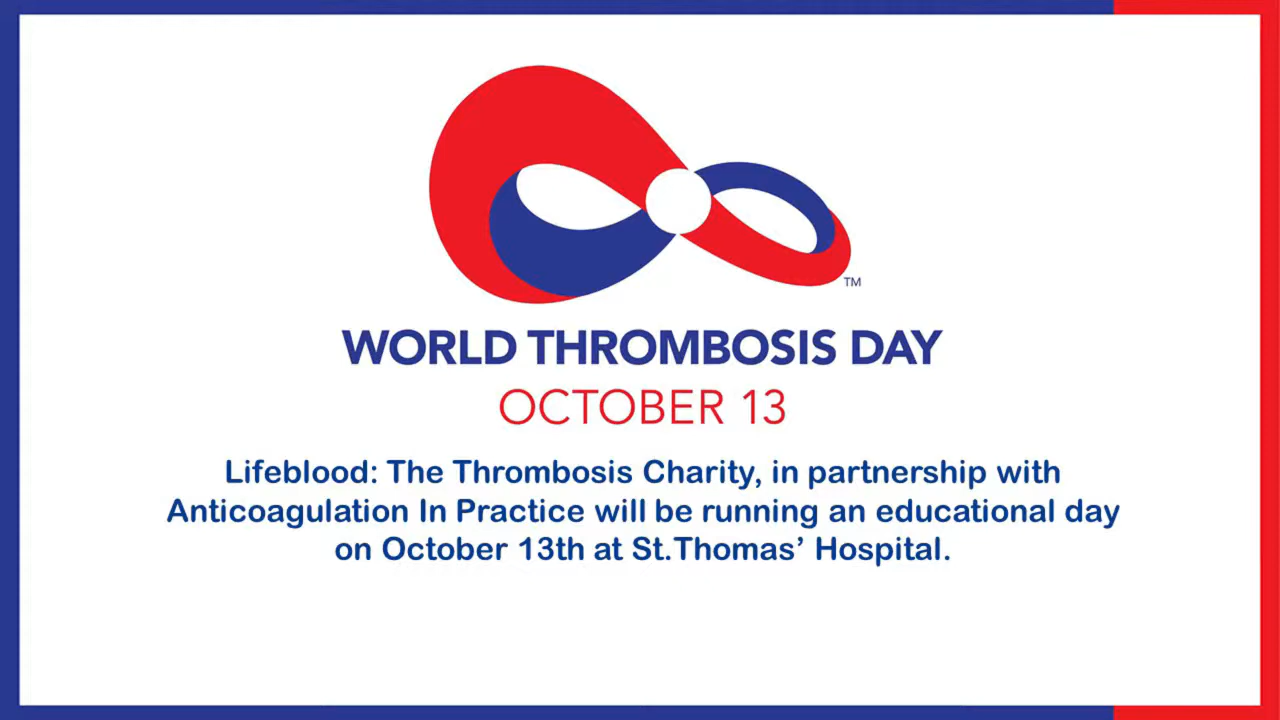 TM
WORLD THROMBOSIS DAY
OCTOBER 13
Lifeblood: The Thrombosis Charity, in partnership with
Anticoagulation In Practice will be running an educational day
on October 13th at St.Thomas’ Hospital.